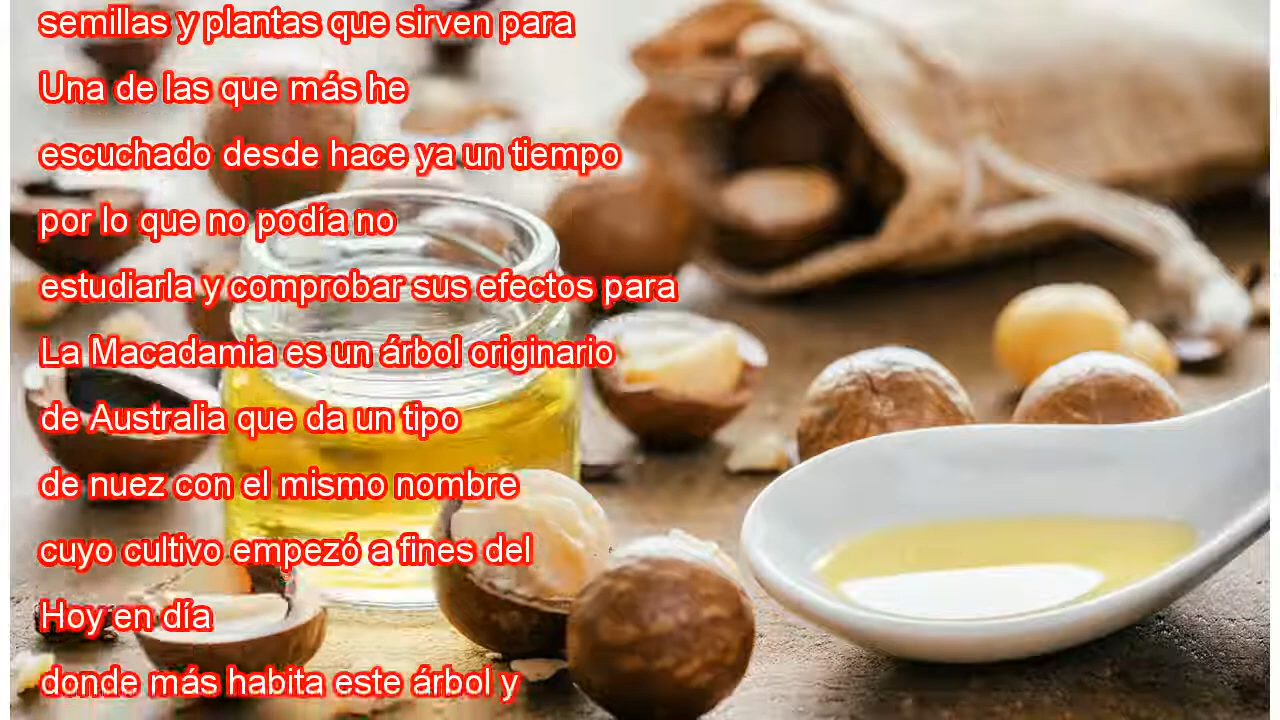 semillas y plantas que sirven para
Una de las que más he
escuchado desde hace ya un tiempo
por lo que no podía no
estudiarla y comprobar sus efectos para
La Macadamia es un árbol originario
de Australia que da un tipo
de nuez con el mismo nombre
cuyo cultivo empezó a fines del
Hoy en día
donde más habita este árbol y